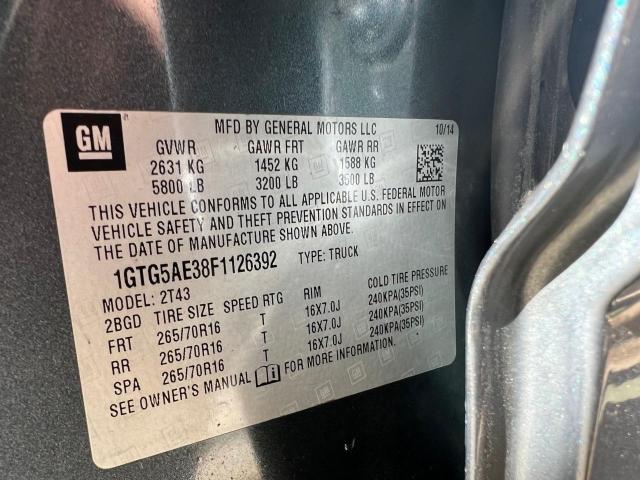 GM
MFD BY GENERAL MOTORS LLC 10/14
GVWR GAWR FRT GAWR RR
2631 KG 1452 KG 1588 KG
5800 LB 3200 LB 3500 LB
THIS VEHICLE CONFORMS TO ALL APPLICABLE U.S. FEDERAL MOTOR
VEHICLE SAFETY AND THEFT PREVENTION STANDARDS IN EFFECT ON
THE DATE OF MANUFACTURE SHOWN ABOVE.
1GTG5AE38F1126392 TYPE: TRUCK
MODEL: 2T43
2BGD TIRE SIZE SPEED RTG RIM COLD TIRE PRESSURE
FRT 265/70R16 T 16X7.0J 240KPA(35PSI)
RR 265/70R16 T 16X7.0J 240KPA(35PSI)
SPA 265/70R16 T 16X7.0J 240KPA(35PSI)
SEE OWNER'S MANUAL FOR MORE INFORMATION.